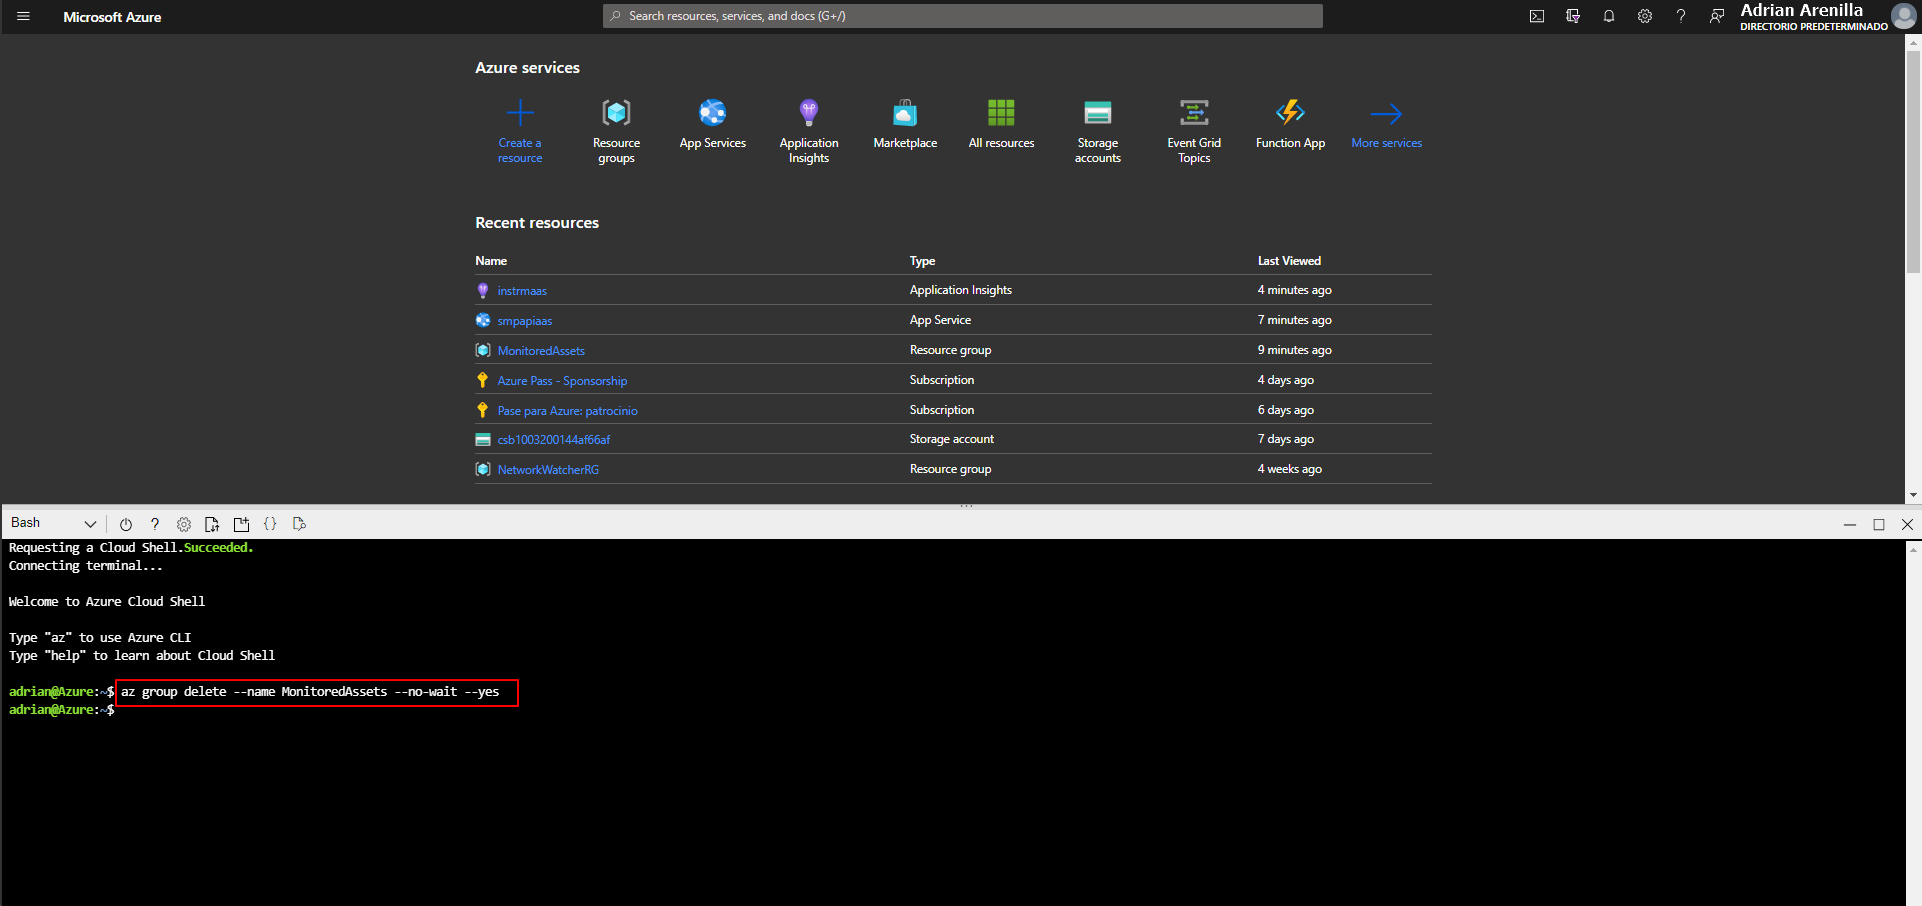 Microsoft Azure
Search resources, services, and docs (G+/)
Adrian Arenilla
DIRECTORIO PREDETERMINADO
Azure services
Create a
resource
Resource
groups
App Services
Application
Insights
Marketplace
All resources
Storage
accounts
Event Grid
Topics
Function App
More services
Recent resources
Name Type Last Viewed
instrmaas Application Insights 4 minutes ago
smpapiaas App Service 7 minutes ago
MonitoredAssets Resource group 9 minutes ago
Azure Pass - Sponsorship Subscription 4 days ago
Pase para Azure: patrocinio Subscription 6 days ago
csb1003200144af66af Storage account 7 days ago
NetworkWatcherRG Resource group 4 weeks ago
Bash
Requesting a Cloud Shell.Succeeded.
Connecting terminal...
Welcome to Azure Cloud Shell
Type "az" to use Azure CLI
Type "help" to learn about Cloud Shell
adrian@Azure:~$ az group delete --name MonitoredAssets --no-wait --yes
adrian@Azure:~$